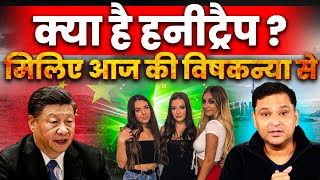 क्या है हनीट्रैप ?
मिलिए आज की विषकन्या से